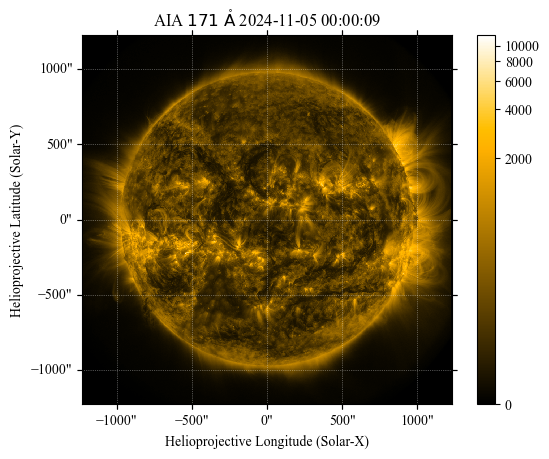 AIA 171 Å 2024-11-05 00:00:09
1000"
500"
0"
−500"
−1000"
Helioprojective Latitude (Solar-Y)
−1000" −500" 0" 500" 1000"
Helioprojective Longitude (Solar-X)
10000
8000
6000
4000
2000
0